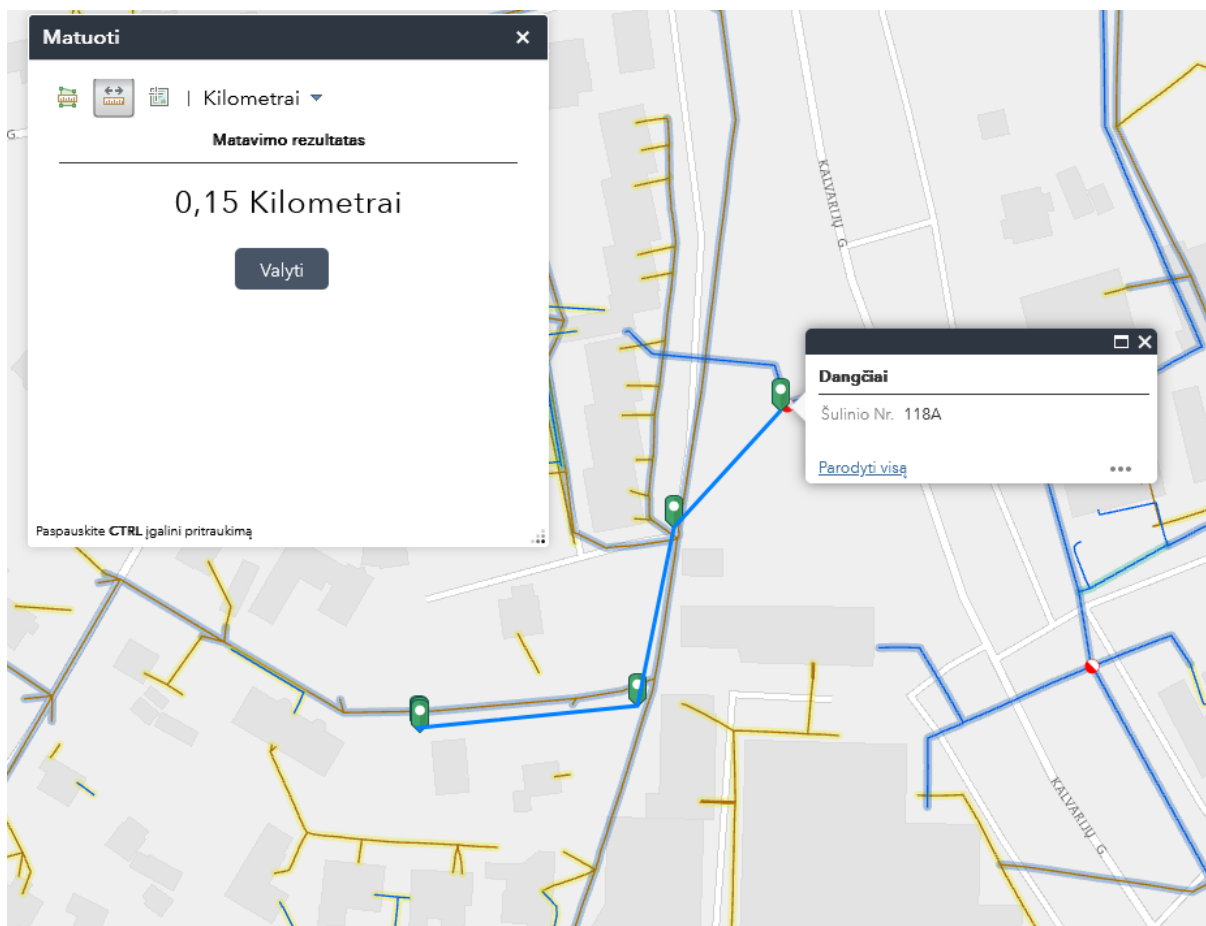 Matuoti
| Kilometrai
Matavimo rezultatas
0,15 Kilometrai
Valyti
Paspauskite CTRL įgalini pritraukimą
G.
KALVARIJŲ G.
Dangčiai
Šulinio Nr. 118A
Parodyti visą
KALVARIJŲ G.